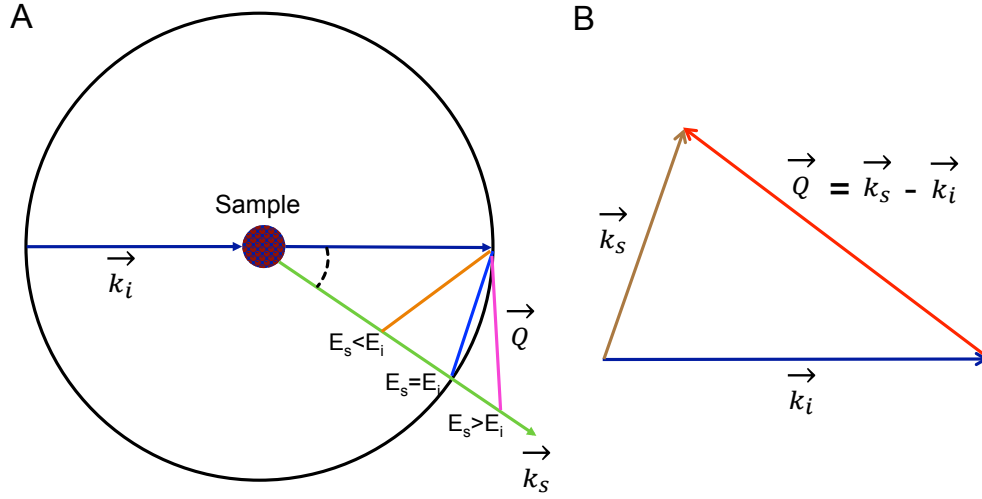 A
B
Sample
k_i
E_s<E_i
E_s=E_i
E_s>E_i
Q
k_s
Q = k_s - k_i
k_s
k_i